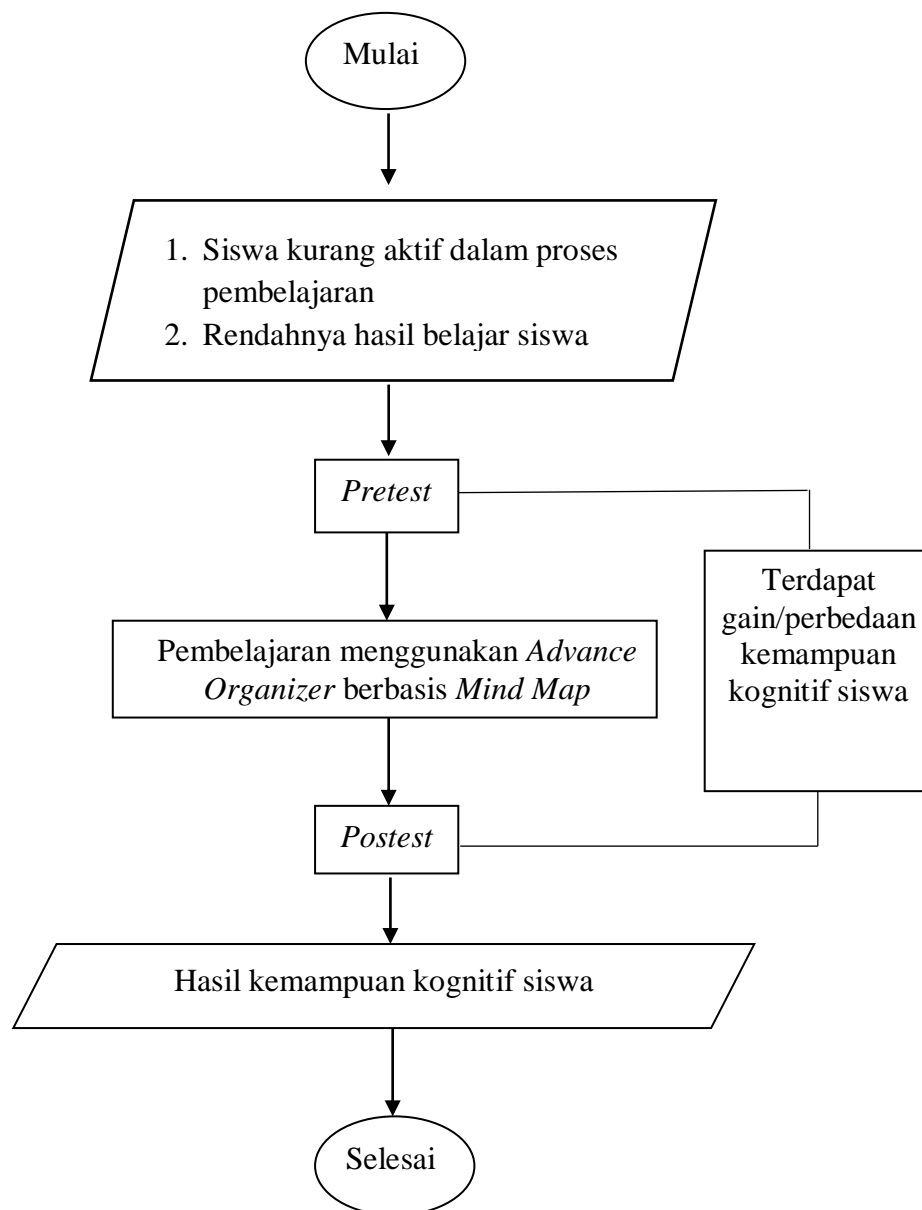 Mulai
1. Siswa kurang aktif dalam proses
pembelajaran
2. Rendahnya hasil belajar siswa
Pretest
Terdapat
gain/perbedaan
kemampuan
kognitif siswa
Pembelajaran menggunakan Advance
Organizer berbasis Mind Map
Postest
Hasil kemampuan kognitif siswa
Selesai